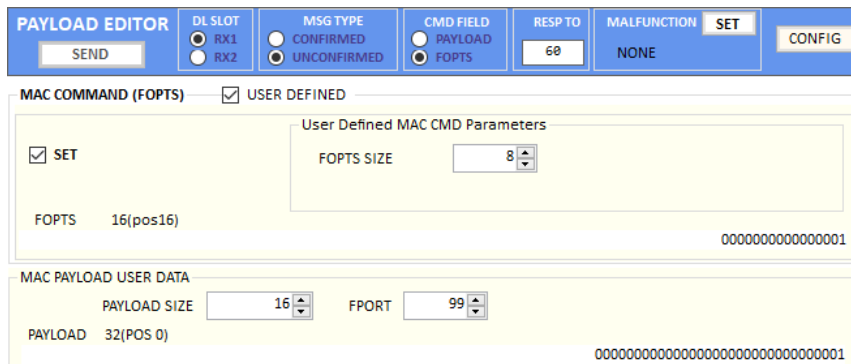 PAYLOAD EDITOR
SEND
DL SLOT
RX1
RX2
MSG TYPE
CONFIRMED
UNCONFIRMED
CMD FIELD
PAYLOAD
FOPTS
RESP TO
60
MALFUNCTION SET
NONE
CONFIG
MAC COMMAND (FOPTS) USER DEFINED
User Defined MAC CMD Parameters
SET
FOPTS SIZE 8
FOPTS 16(pos16)
0000000000000001
MAC PAYLOAD USER DATA
PAYLOAD SIZE 16 FPORT 99
PAYLOAD 32(POS 0)
00000000000000000000000000000001